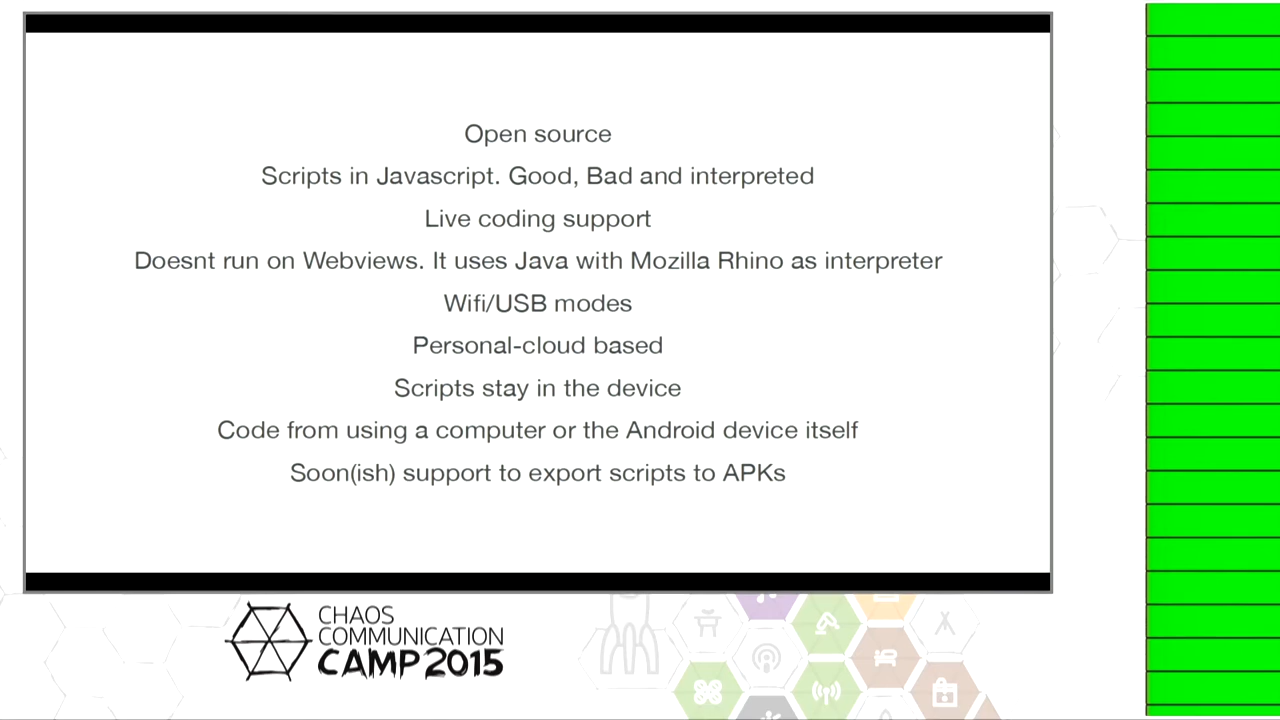 Open source
Scripts in Javascript. Good, Bad and interpreted
Live coding support
Doesnt run on Webviews. It uses Java with Mozilla Rhino as interpreter
Wifi/USB modes
Personal-cloud based
Scripts stay in the device
Code from using a computer or the Android device itself
Soon(ish) support to export scripts to APKs
CHAOS
COMMUNICATION
CAMP 2015